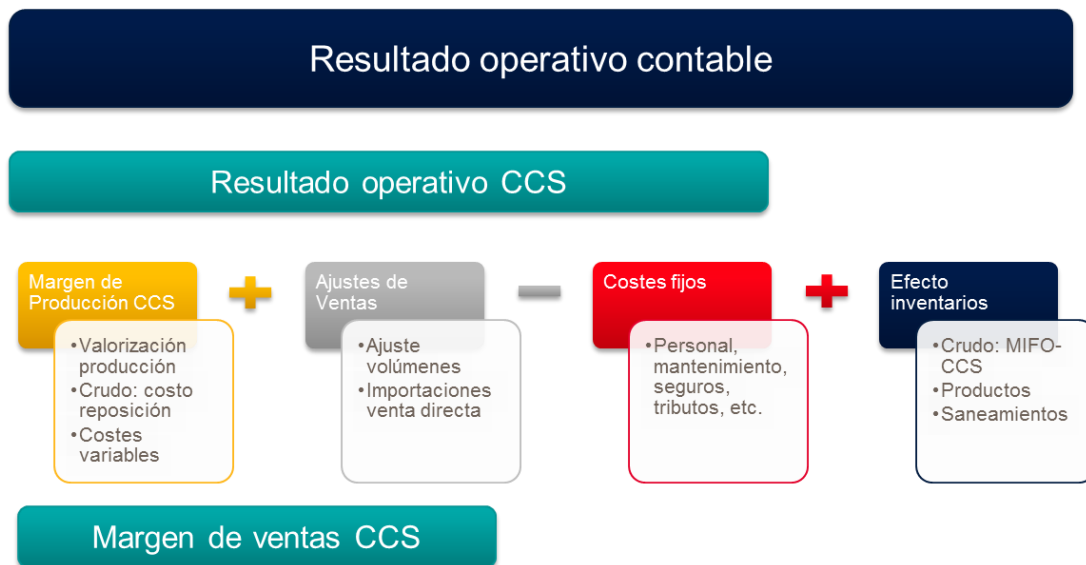 Resultado operativo contable
Resultado operativo CCS
Margen de
Producción CCS
•Valorización
producción
•Crudo: costo
reposición
•Costes
variables
Ajustes de
Ventas
•Ajuste
volúmenes
•Importaciones
venta directa
Costes fijos
•Personal,
mantenimiento,
seguros,
tributos, etc.
Efecto
inventarios
•Crudo: MIFO-
CCS
•Productos
•Saneamientos
Margen de ventas CCS